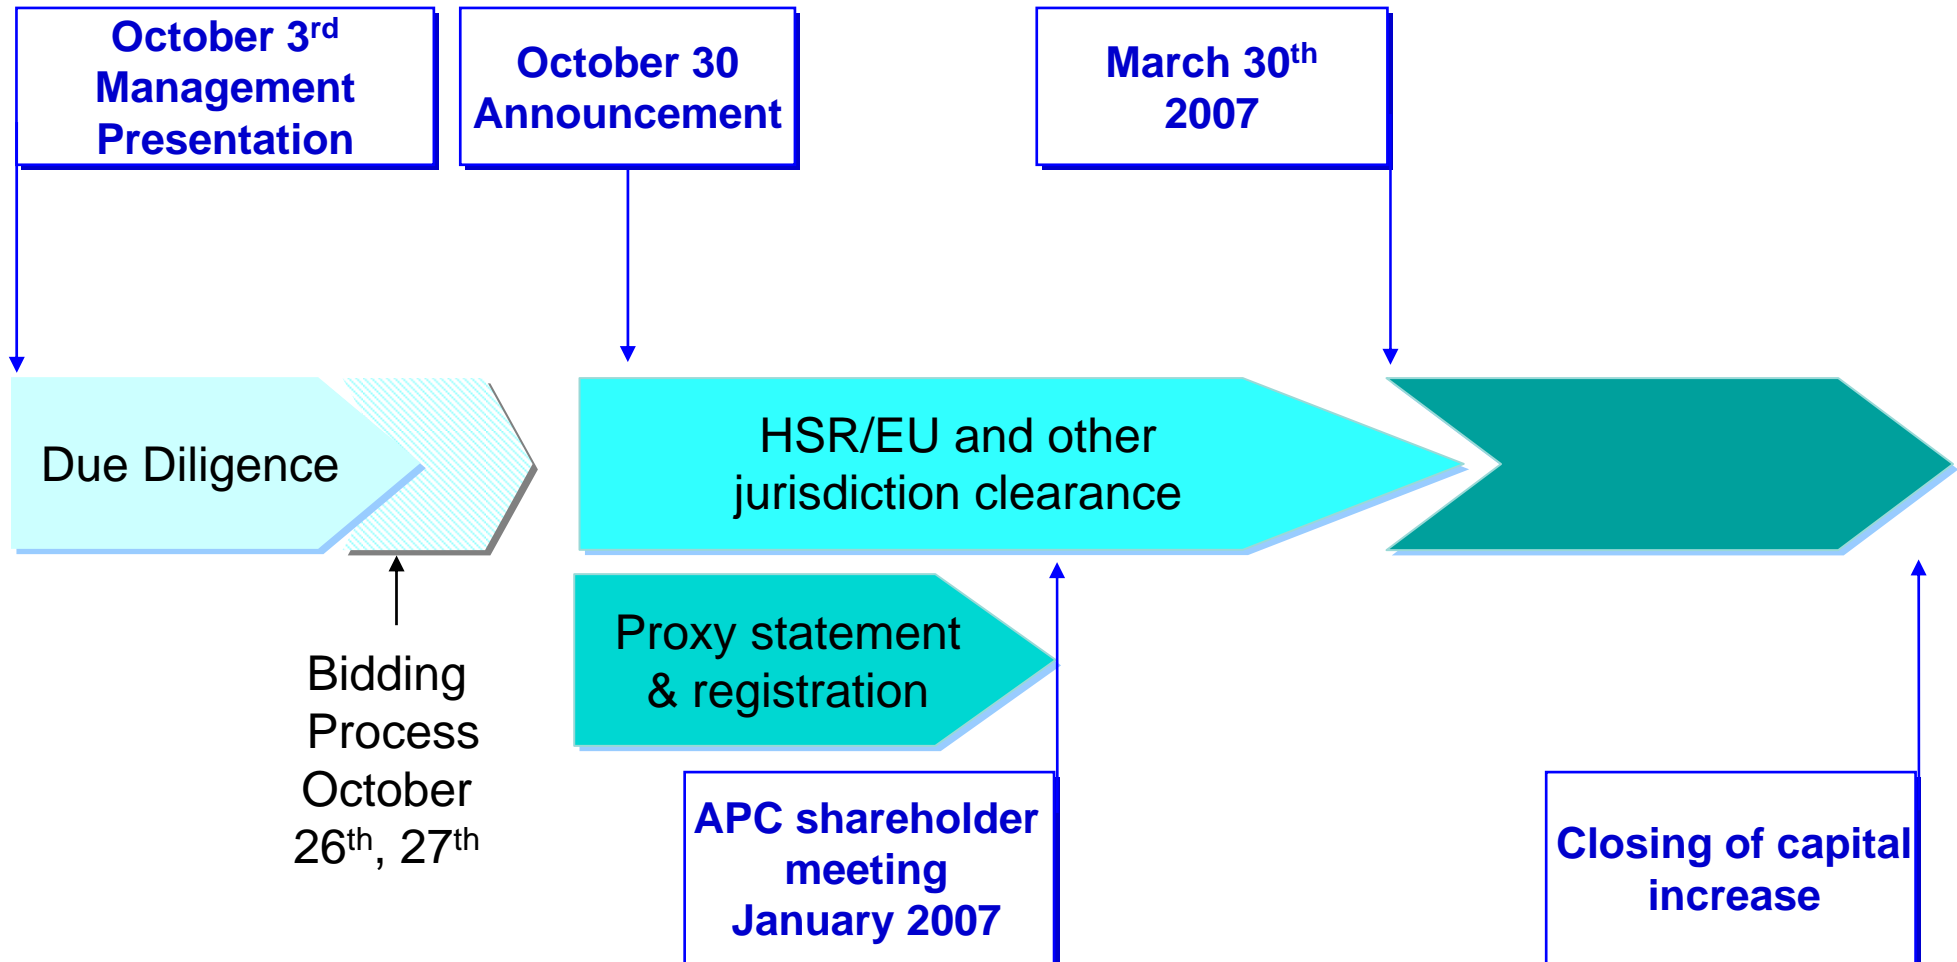 October 3rd
Management
Presentation
October 30
Announcement
March 30th
2007
Due Diligence
HSR/EU and other
jurisdiction clearance
Proxy statement
& registration
Bidding
Process
October
26th, 27th
APC shareholder
meeting
January 2007
Closing of capital
increase